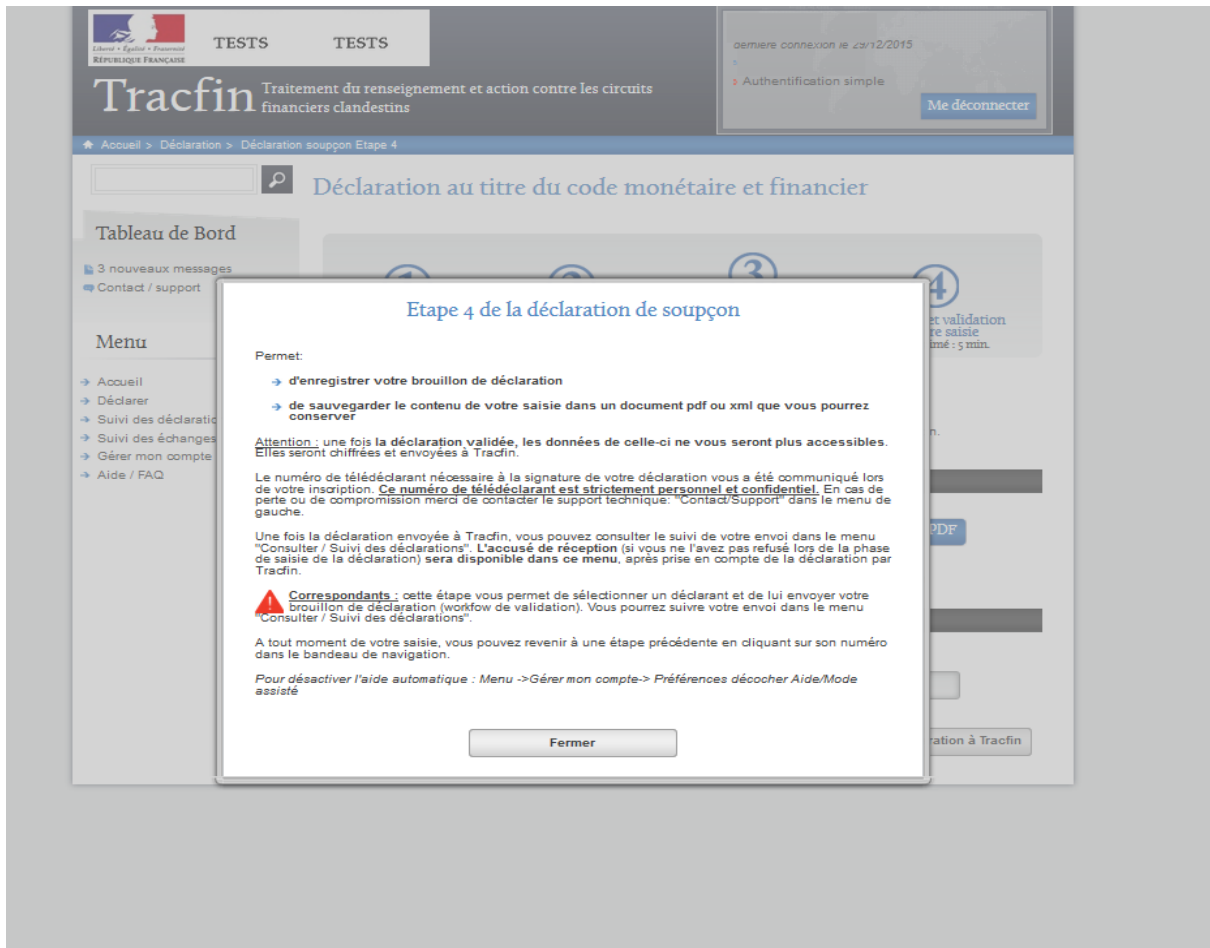 Liberté • Égalité • Fraternité
RÉPUBLIQUE FRANÇAISE
TESTS TESTS
Tracfin
Traitement du renseignement et action contre les circuits
financiers clandestins
dernière connexion le 29/12/2015
Authentification simple
Me déconnecter
Accueil > Déclaration > Déclaration soupçon Etape 4
Déclaration au titre du code monétaire et financier
Tableau de Bord
3 nouveaux messages
Contact / support
Menu
Accueil
Déclarer
Suivi des déclaratio
Suivi des échanges
Gérer mon compte
Aide / FAQ
1 2 3 4
et validation
re saisie
imé : 5 min.
n.
PDF
ration à Tracfin
Etape 4 de la déclaration de soupçon
Permet:
d'enregistrer votre brouillon de déclaration
de sauvegarder le contenu de votre saisie dans un document pdf ou xml que vous pourrez
conserver
Attention : une fois la déclaration validée, les données de celle-ci ne vous seront plus accessibles.
Elles seront chiffrées et envoyées à Tracfin.
Le numéro de télédéclarant nécessaire à la signature de votre déclaration vous a été communiqué lors
de votre inscription. Ce numéro de télédéclarant est strictement personnel et confidentiel. En cas de
perte ou de compromission merci de contacter le support technique: "Contact/Support" dans le menu de
gauche.
Une fois la déclaration envoyée à Tracfin, vous pouvez consulter le suivi de votre envoi dans le menu
"Consulter / Suivi des déclarations". L'accusé de réception (si vous ne l'avez pas refusé lors de la phase
de saisie de la déclaration) sera disponible dans ce menu, après prise en compte de la déclaration par
Tracfin.
Correspondants : cette étape vous permet de sélectionner un déclarant et de lui envoyer votre
brouillon de déclaration (workfow de validation). Vous pourrez suivre votre envoi dans le menu
"Consulter / Suivi des déclarations".
A tout moment de votre saisie, vous pouvez revenir à une étape précédente en cliquant sur son numéro
dans le bandeau de navigation.
Pour désactiver l'aide automatique : Menu ->Gérer mon compte-> Préférences décocher Aide/Mode
assisté
Fermer